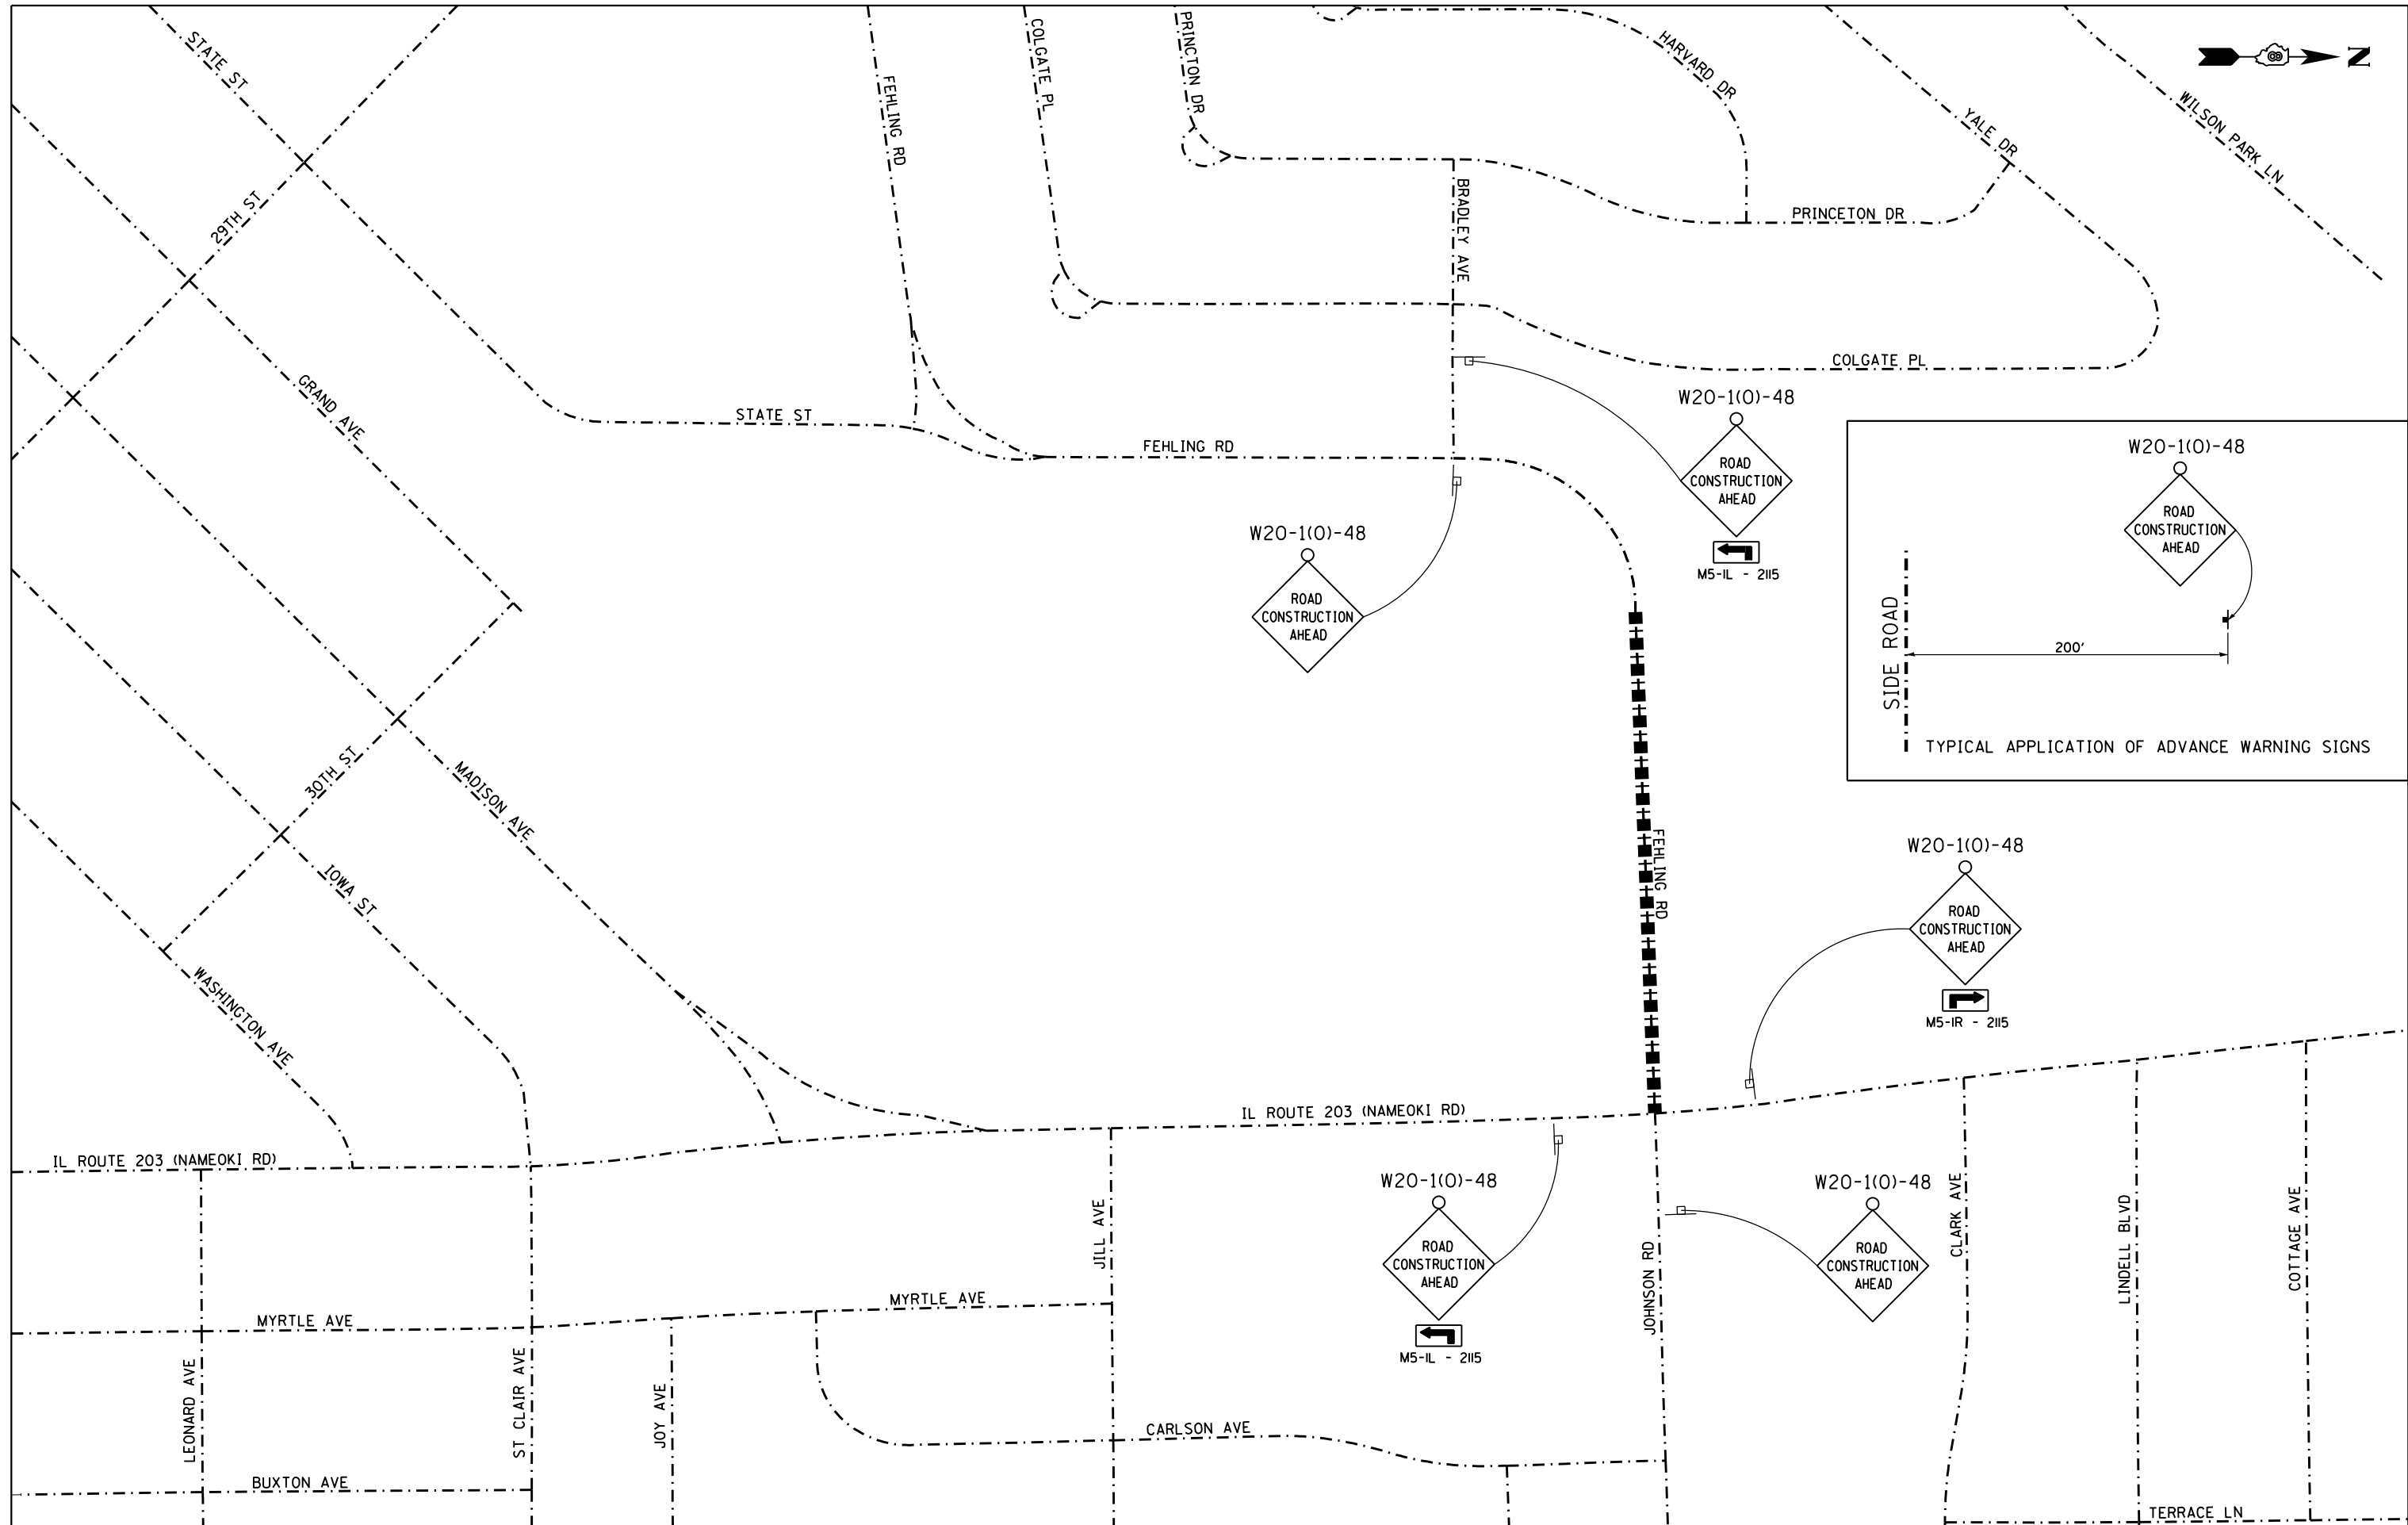 STATE ST
FEHLING RD
COLGATE PL
PRINCTON DR
HARVARD DR
YALE DR
WILSON PARK LN
N
29TH ST
BRADLEY AVE
PRINCETON DR
GRAND AVE
STATE ST
FEHLING RD
COLGATE PL
W20-1(O)-48
ROAD
CONSTRUCTION
AHEAD
M5-1L - 2115
W20-1(O)-48
ROAD
CONSTRUCTION
AHEAD
W20-1(O)-48
ROAD
CONSTRUCTION
AHEAD
SIDE ROAD
200'
TYPICAL APPLICATION OF ADVANCE WARNING SIGNS
30TH ST
MADISON AVE
IOWA ST
WASHINGTON AVE
FEHLING RD
W20-1(O)-48
ROAD
CONSTRUCTION
AHEAD
M5-1R - 2115
IL ROUTE 203 (NAMEOKI RD)
IL ROUTE 203 (NAMEOKI RD)
W20-1(O)-48
ROAD
CONSTRUCTION
AHEAD
M5-1L - 2115
W20-1(O)-48
ROAD
CONSTRUCTION
AHEAD
JILL AVE
JOHNSON RD
CLARK AVE
LINDELL BLVD
COTTAGE AVE
MYRTLE AVE
MYRTLE AVE
LEONARD AVE
ST CLAIR AVE
JOY AVE
CARLSON AVE
BUXTON AVE
TERRACE LN